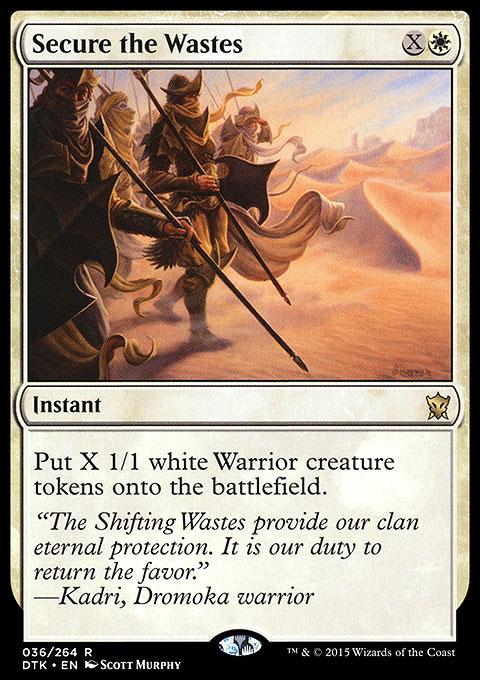 Secure the Wastes X
Instant
Put X 1/1 white Warrior creature
tokens onto the battlefield.
“The Shifting Wastes provide our clan
eternal protection. It is our duty to
return the favor.”
—Kadri, Dromoka warrior
036/264 R
DTK • EN Scott Murphy
™ & © 2015 Wizards of the Coast